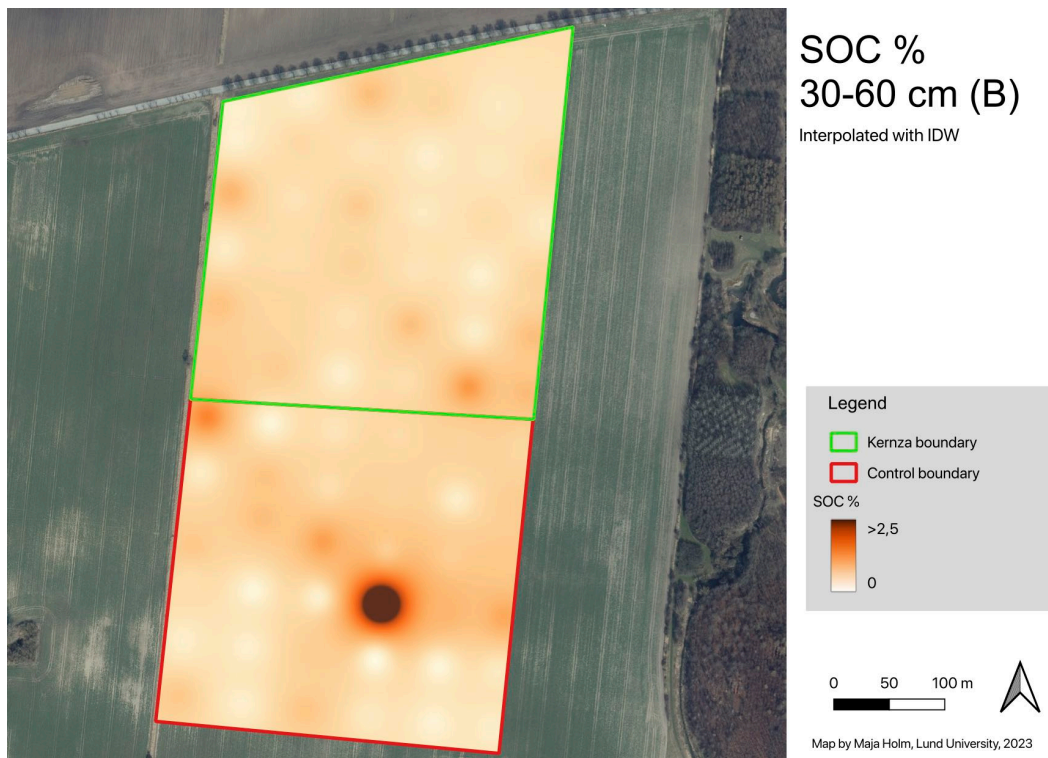 SOC %
30-60 cm (B)
Interpolated with IDW
Legend
Kernza boundary
Control boundary
SOC %
>2,5
0
0 50 100 m
Map by Maja Holm, Lund University, 2023